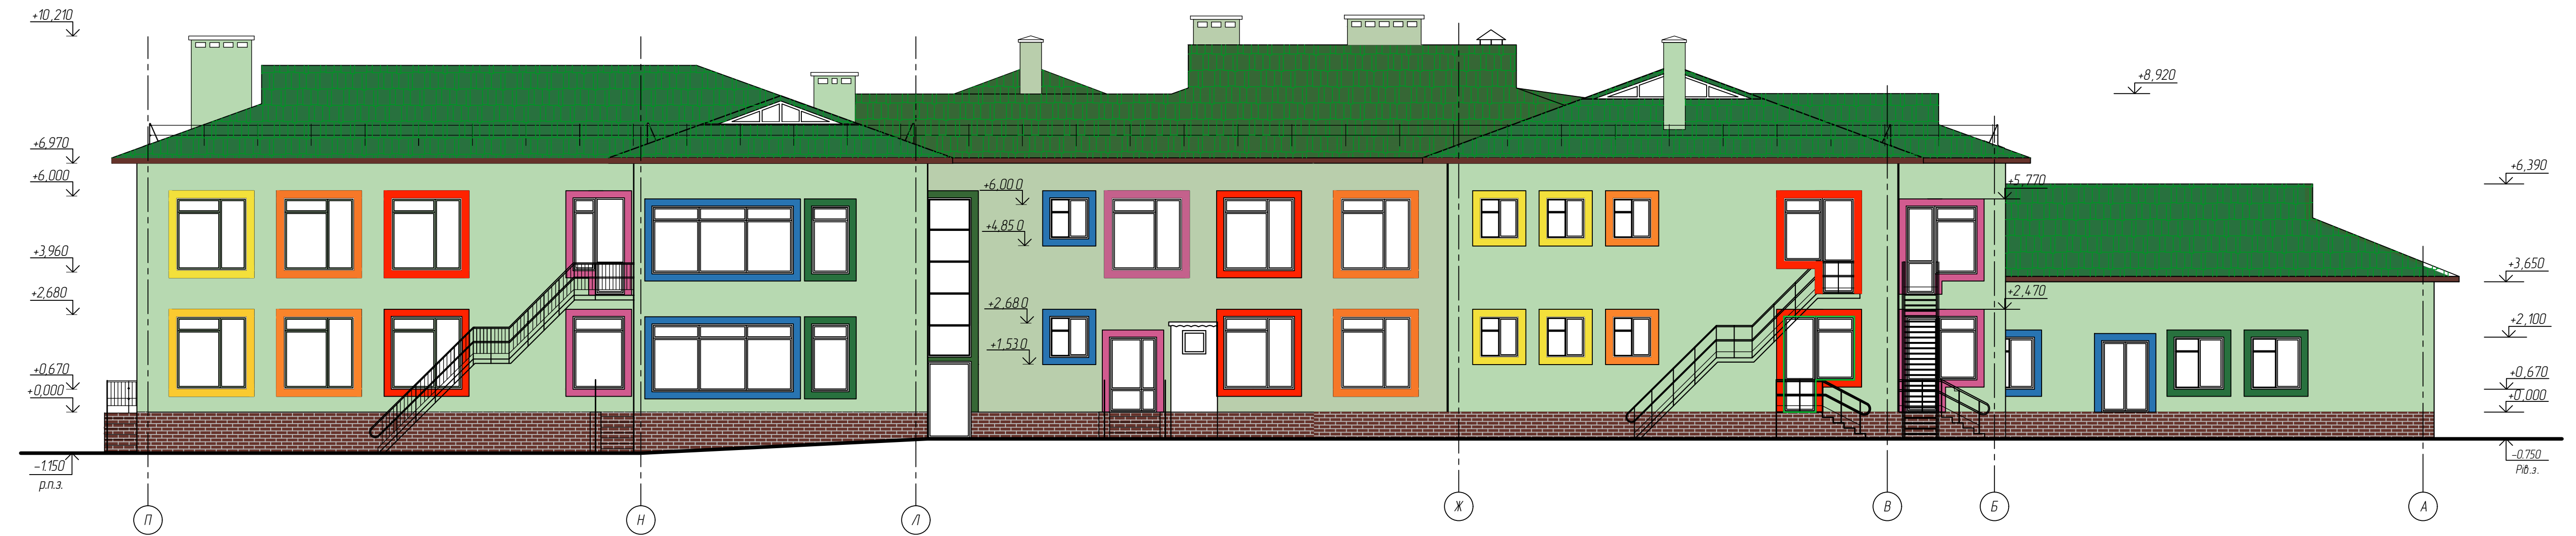 +10,210
+6,970
+6,000
+3,960
+2,680
+0,670
+0,000
-1.150
р.п.з.
+6.000
+4.850
+2.680
+1.530
+8,920
+5,770
+2,470
+6,390
+3,650
+2,100
+0,670
+0,000
-0.750
Рів.з.
П
Н
Л
Ж
В
Б
А